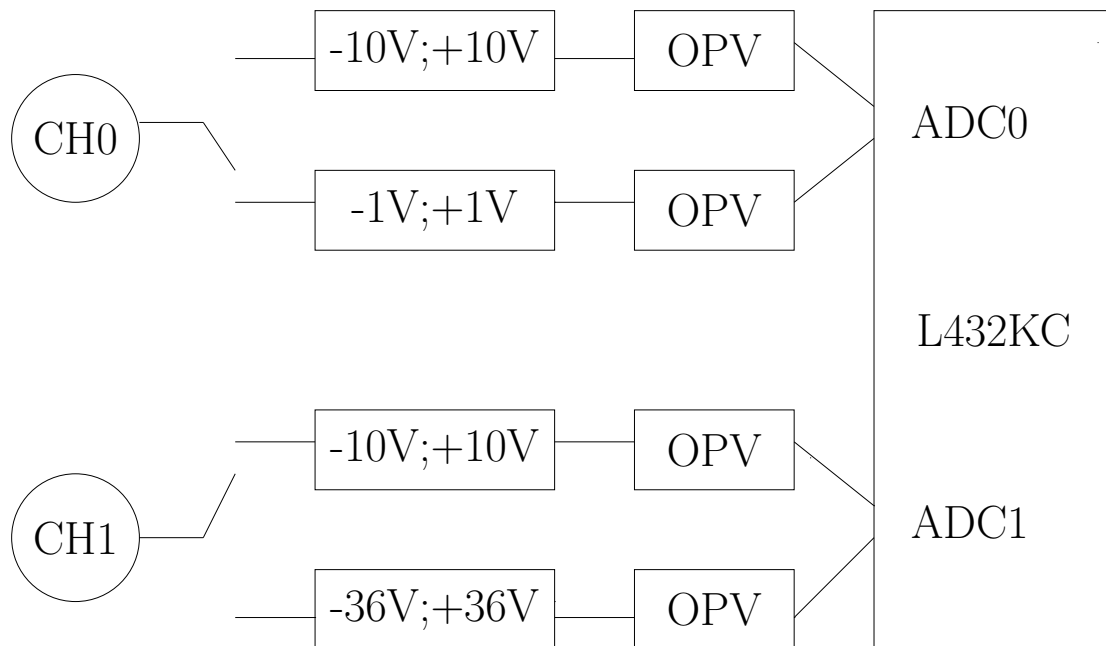 -10V;+10V
OPV
CH0
ADC0
-1V;+1V
OPV
L432KC
-10V;+10V
OPV
CH1
ADC1
-36V;+36V
OPV